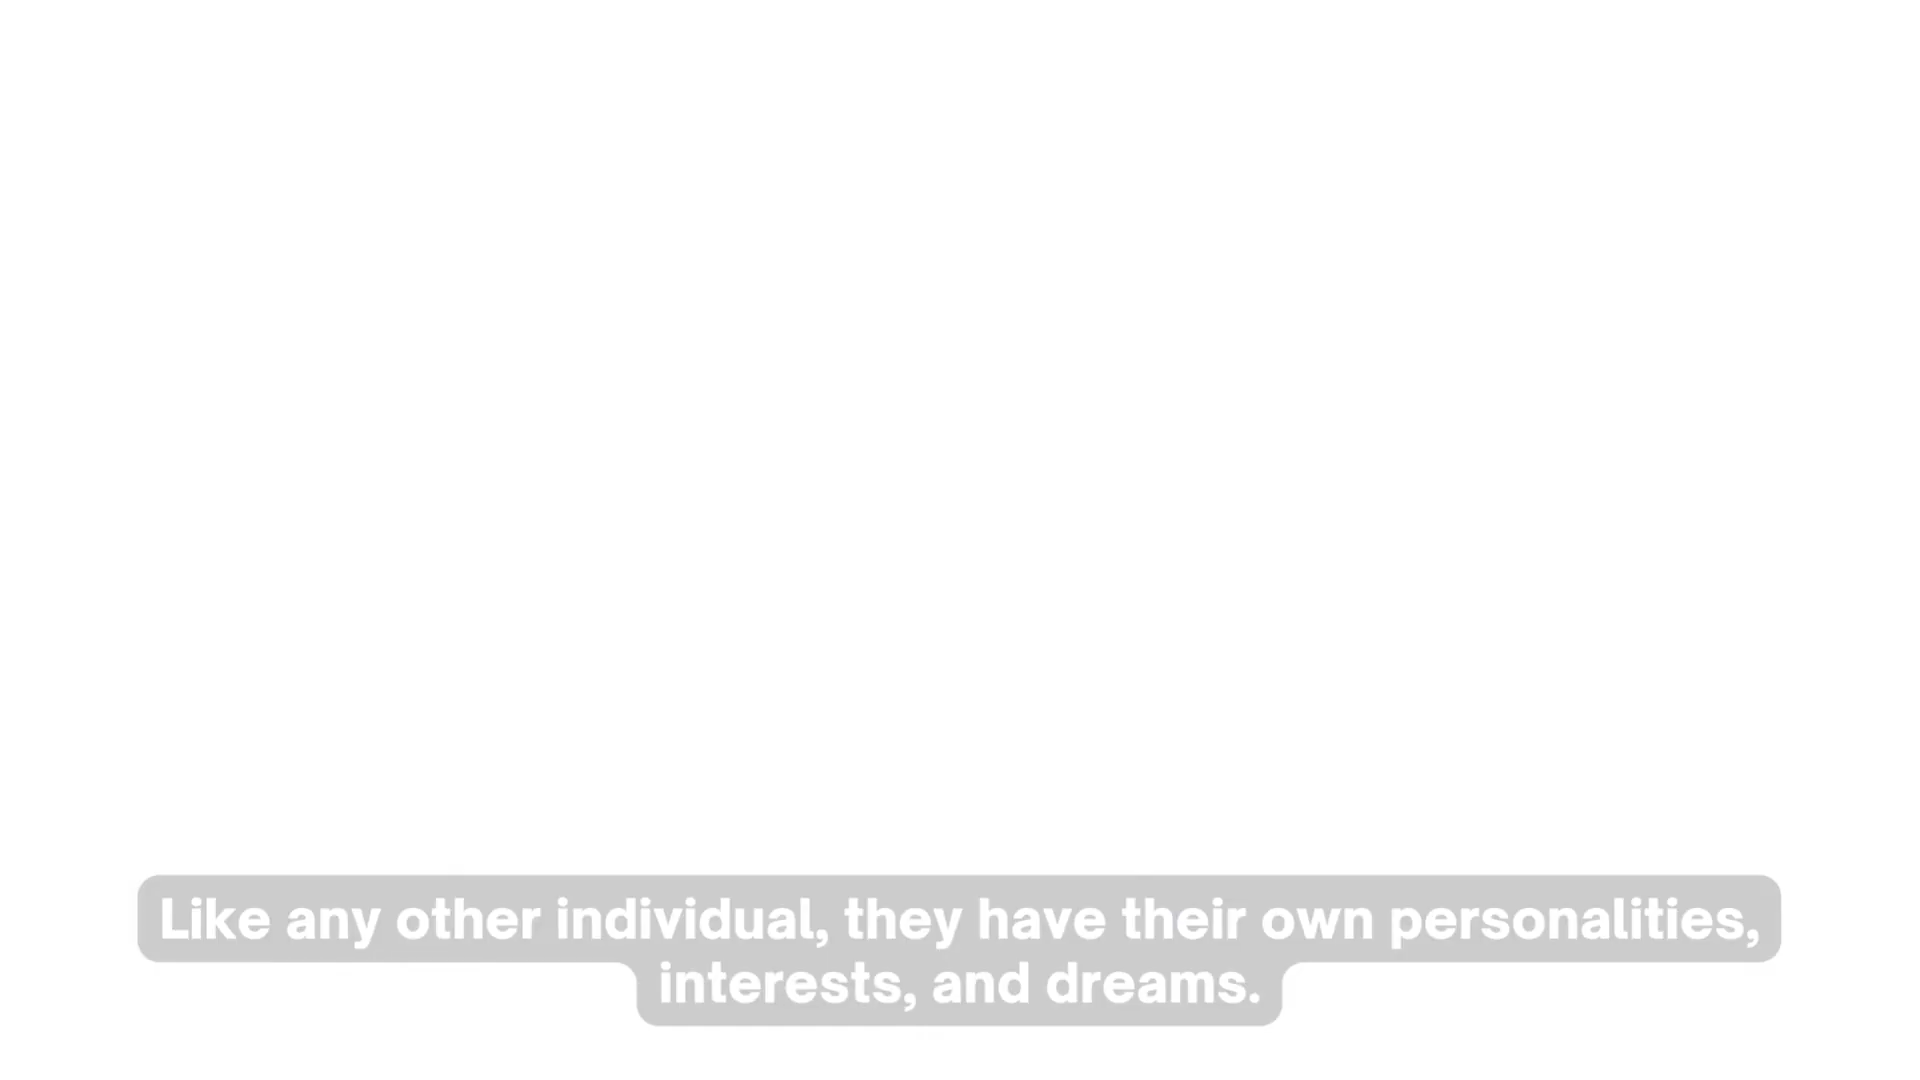 Like any other individual, they have their own personalities,
interests, and dreams.